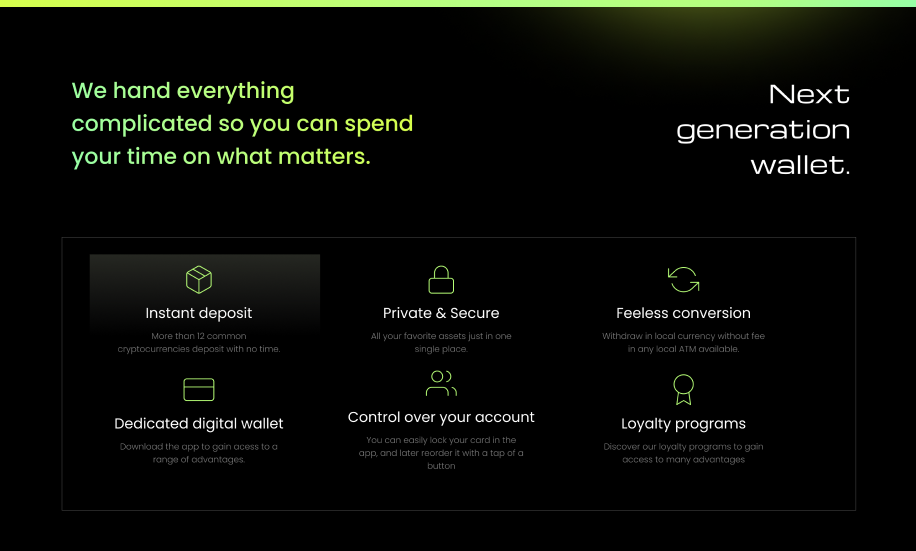 We hand everything
complicated so you can spend
your time on what matters.
Next
generation
wallet.
Instant deposit
More than 12 common
cryptocurrencies deposit with no time.
Private & Secure
All your favorite assets just in one
single place.
Feeless conversion
Withdraw in local currency without fee
in any local ATM available.
Dedicated digital wallet
Download the app to gain acess to a
range of advantages.
Control over your account
You can easily lock your card in the
app, and later reorder it with a tap of a
button
Loyalty programs
Discover our loyalty programs to gain
access to many advantages